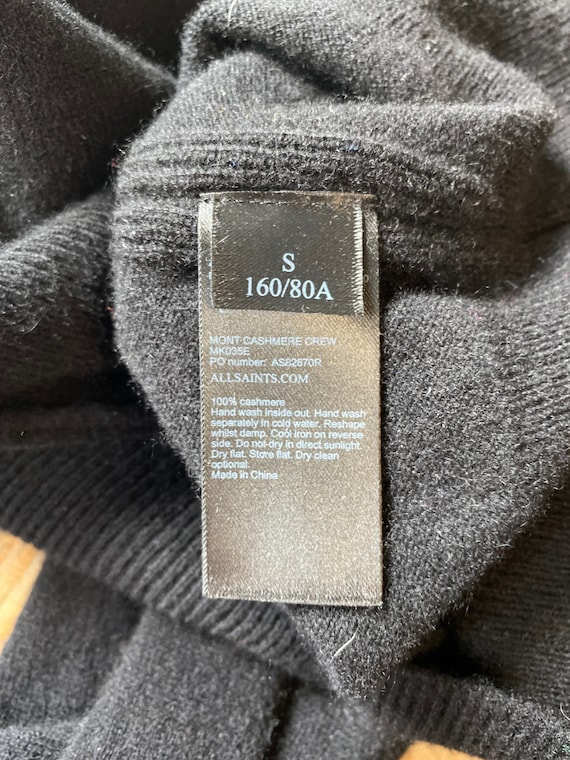 S
160/80A
MONT CASHMERE CREW
MK035E
PO number: AS82670R
ALLSAINTS.COM
100% cashmere
Hand wash inside out. Hand wash
separately in cold water. Reshape
whilst damp. Cool iron on reverse
side. Do not dry in direct sunlight.
Dry flat. Store flat. Dry clean
optional.
Made in China